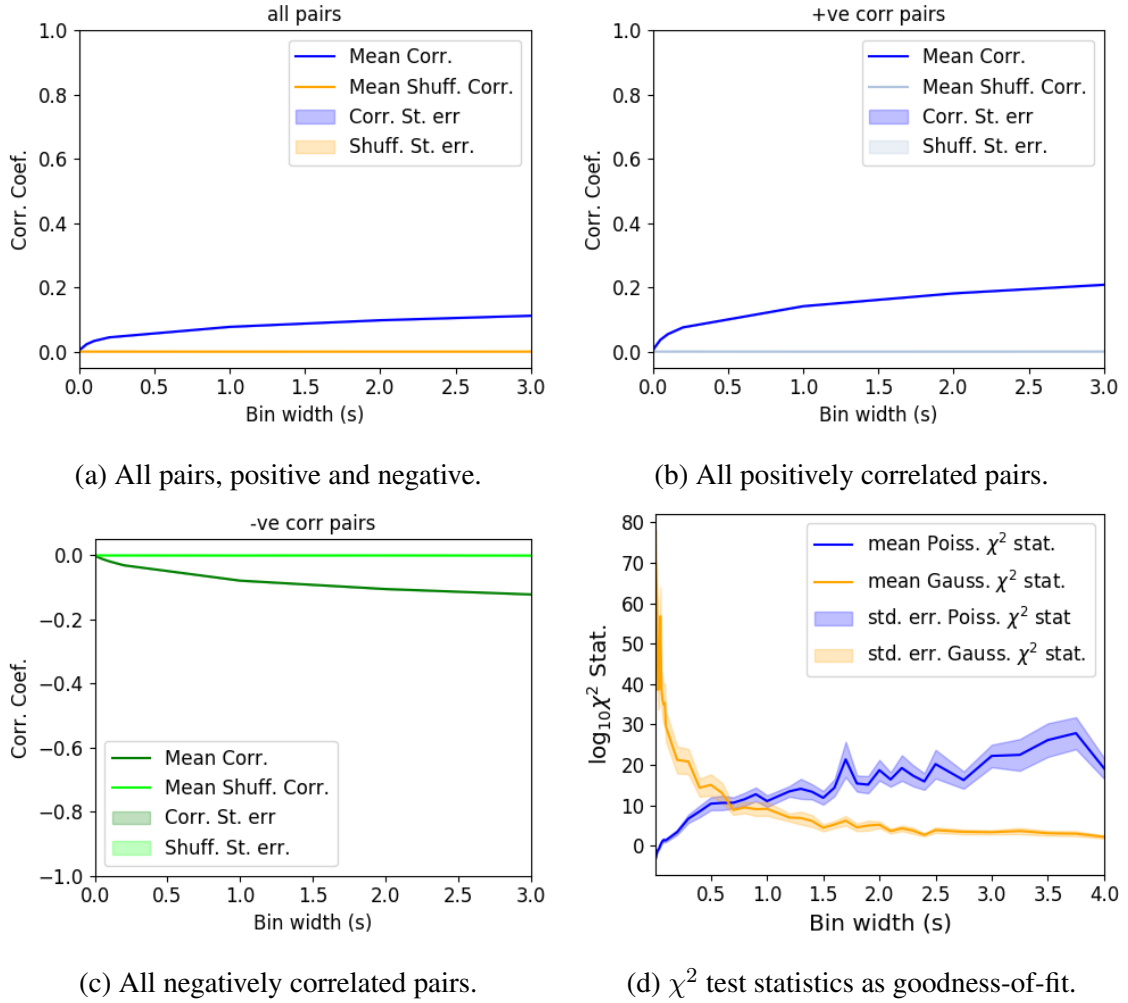 all pairs
1.0
0.8
0.6
0.4
0.2
0.0
Corr. Coef.
Mean Corr.
Mean Shuff. Corr.
Corr. St. err
Shuff. St. err.
0.0 0.5 1.0 1.5 2.0 2.5 3.0
Bin width (s)
(a) All pairs, positive and negative.
+ve corr pairs
1.0
0.8
0.6
0.4
0.2
0.0
Corr. Coef.
Mean Corr.
Mean Shuff. Corr.
Corr. St. err
Shuff. St. err.
0.0 0.5 1.0 1.5 2.0 2.5 3.0
Bin width (s)
(b) All positively correlated pairs.
-ve corr pairs
0.0
−0.2
−0.4
−0.6
−0.8
−1.0
Corr. Coef.
Mean Corr.
Mean Shuff. Corr.
Corr. St. err
Shuff. St. err.
0.0 0.5 1.0 1.5 2.0 2.5 3.0
Bin width (s)
(c) All negatively correlated pairs.
80
70
60
50
40
30
20
10
0
log₁₀χ² Stat.
mean Poiss. χ² stat.
mean Gauss. χ² stat.
std. err. Poiss. χ² stat
std. err. Gauss. χ² stat.
0.5 1.0 1.5 2.0 2.5 3.0 3.5 4.0
Bin width (s)
(d) χ² test statistics as goodness-of-fit.